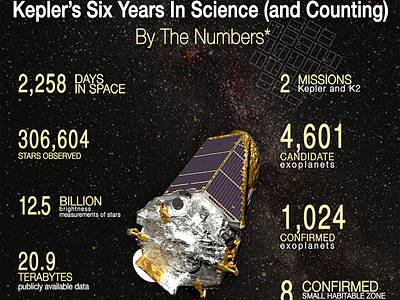 Kepler's Six Years In Science (and Counting)
By The Numbers*
2,258 DAYS
IN SPACE
306,604
STARS OBSERVED
12.5 BILLION
brightness
measurements of stars
20.9
TERABYTES
publicly available data
2 MISSIONS
Kepler and K2
4,601
CANDIDATE
exoplanets
1,024
CONFIRMED
exoplanets
8 CONFIRMED
SMALL HABITABLE ZONE